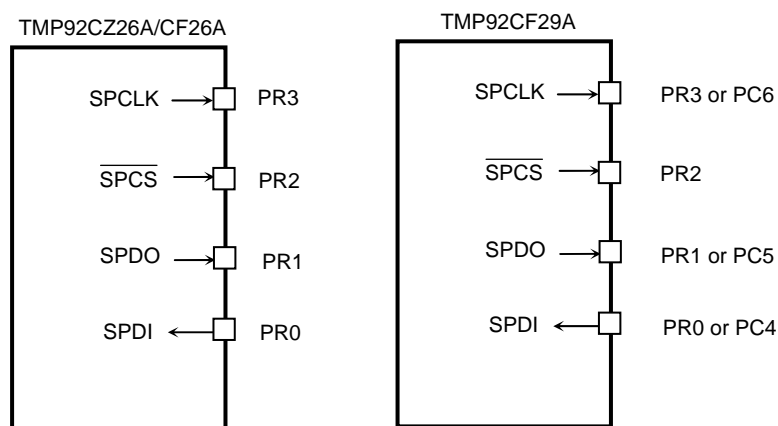 TMP92CZ26A/CF26A
SPCLK PR3
SPCS PR2
SPDO PR1
SPDI PR0
TMP92CF29A
SPCLK PR3 or PC6
SPCS PR2
SPDO PR1 or PC5
SPDI PR0 or PC4